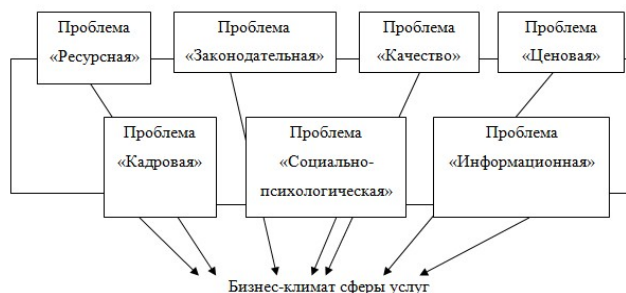 Проблема
«Ресурсная»
Проблема
«Законодательная»
Проблема
«Качество»
Проблема
«Ценовая»
Проблема
«Кадровая»
Проблема
«Социально-
психологическая»
Проблема
«Информационная»
Бизнес-климат сферы услуг